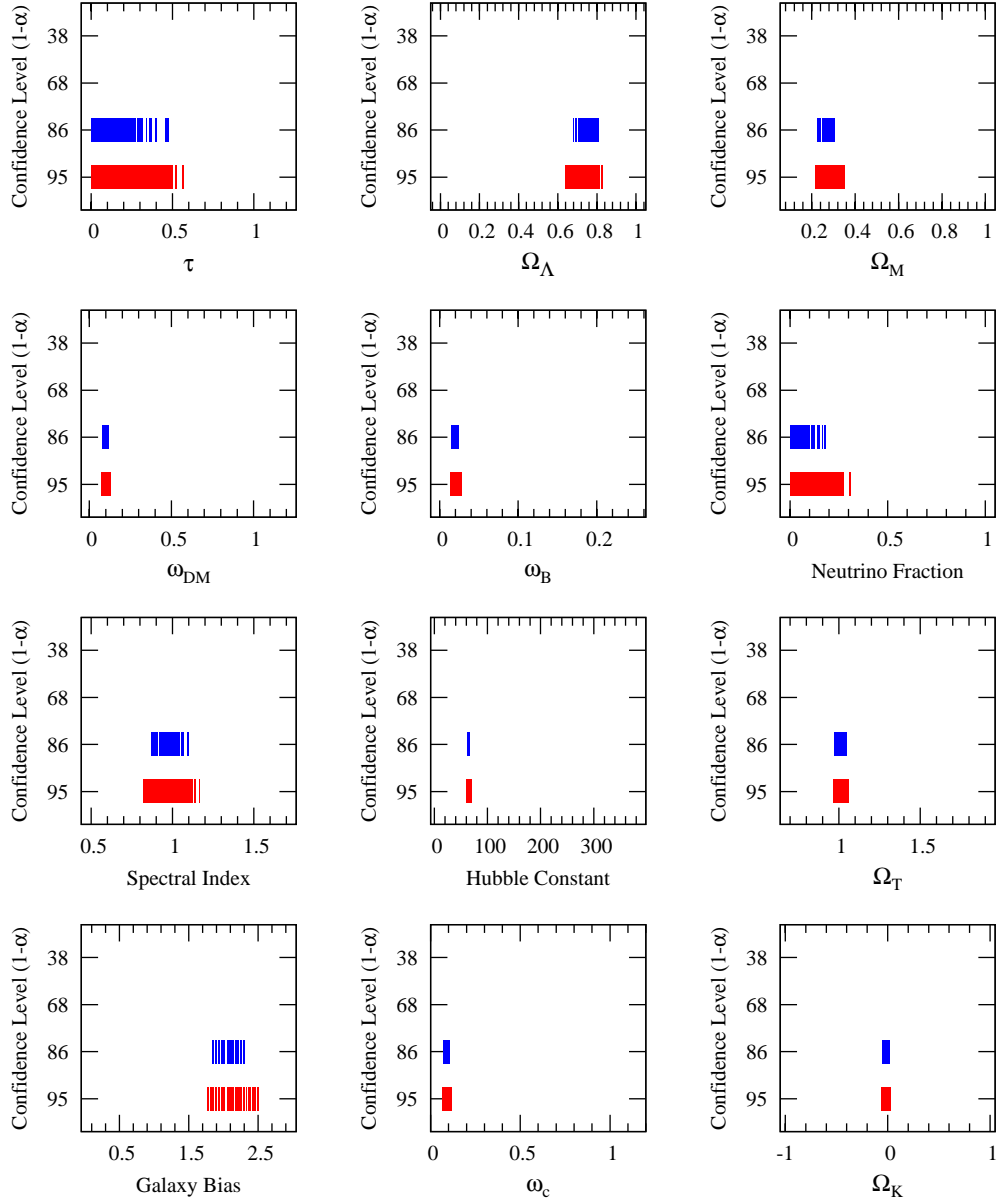 Confidence Level (1-α)
38
68
86
95
0 0.5 1
τ
Confidence Level (1-α)
38
68
86
95
0 0.2 0.4 0.6 0.8 1
Ω_Λ
Confidence Level (1-α)
38
68
86
95
0.2 0.4 0.6 0.8 1
Ω_M
Confidence Level (1-α)
38
68
86
95
0 0.5 1
ω_DM
Confidence Level (1-α)
38
68
86
95
0 0.1 0.2
ω_B
Confidence Level (1-α)
38
68
86
95
0 0.5 1
Neutrino Fraction
Confidence Level (1-α)
38
68
86
95
0.5 1 1.5
Spectral Index
Confidence Level (1-α)
38
68
86
95
0 100 200 300
Hubble Constant
Confidence Level (1-α)
38
68
86
95
1 1.5
Ω_T
Confidence Level (1-α)
38
68
86
95
0.5 1.5 2.5
Galaxy Bias
Confidence Level (1-α)
38
68
86
95
0 0.5 1
ω_c
Confidence Level (1-α)
38
68
86
95
-1 0 1
Ω_K